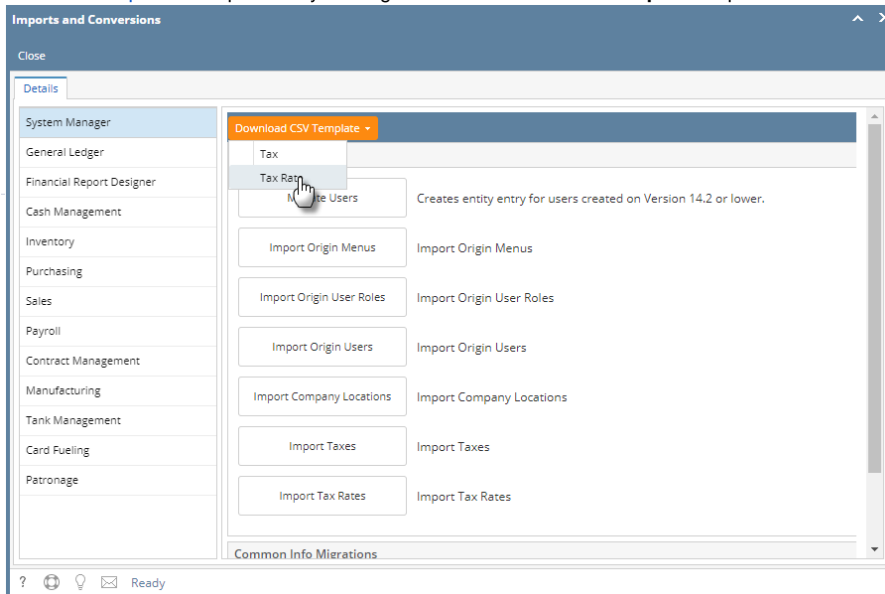 Imports and Conversions
Close
Details
System Manager
General Ledger
Financial Report Designer
Cash Management
Inventory
Purchasing
Sales
Payroll
Contract Management
Manufacturing
Tank Management
Card Fueling
Patronage
Download CSV Template
Tax
Tax Rate
Users
Creates entity entry for users created on Version 14.2 or lower.
Import Origin Menus
Import Origin Menus
Import Origin User Roles
Import Origin User Roles
Import Origin Users
Import Origin Users
Import Company Locations
Import Company Locations
Import Taxes
Import Taxes
Import Tax Rates
Import Tax Rates
Common Info Migrations
? Ready